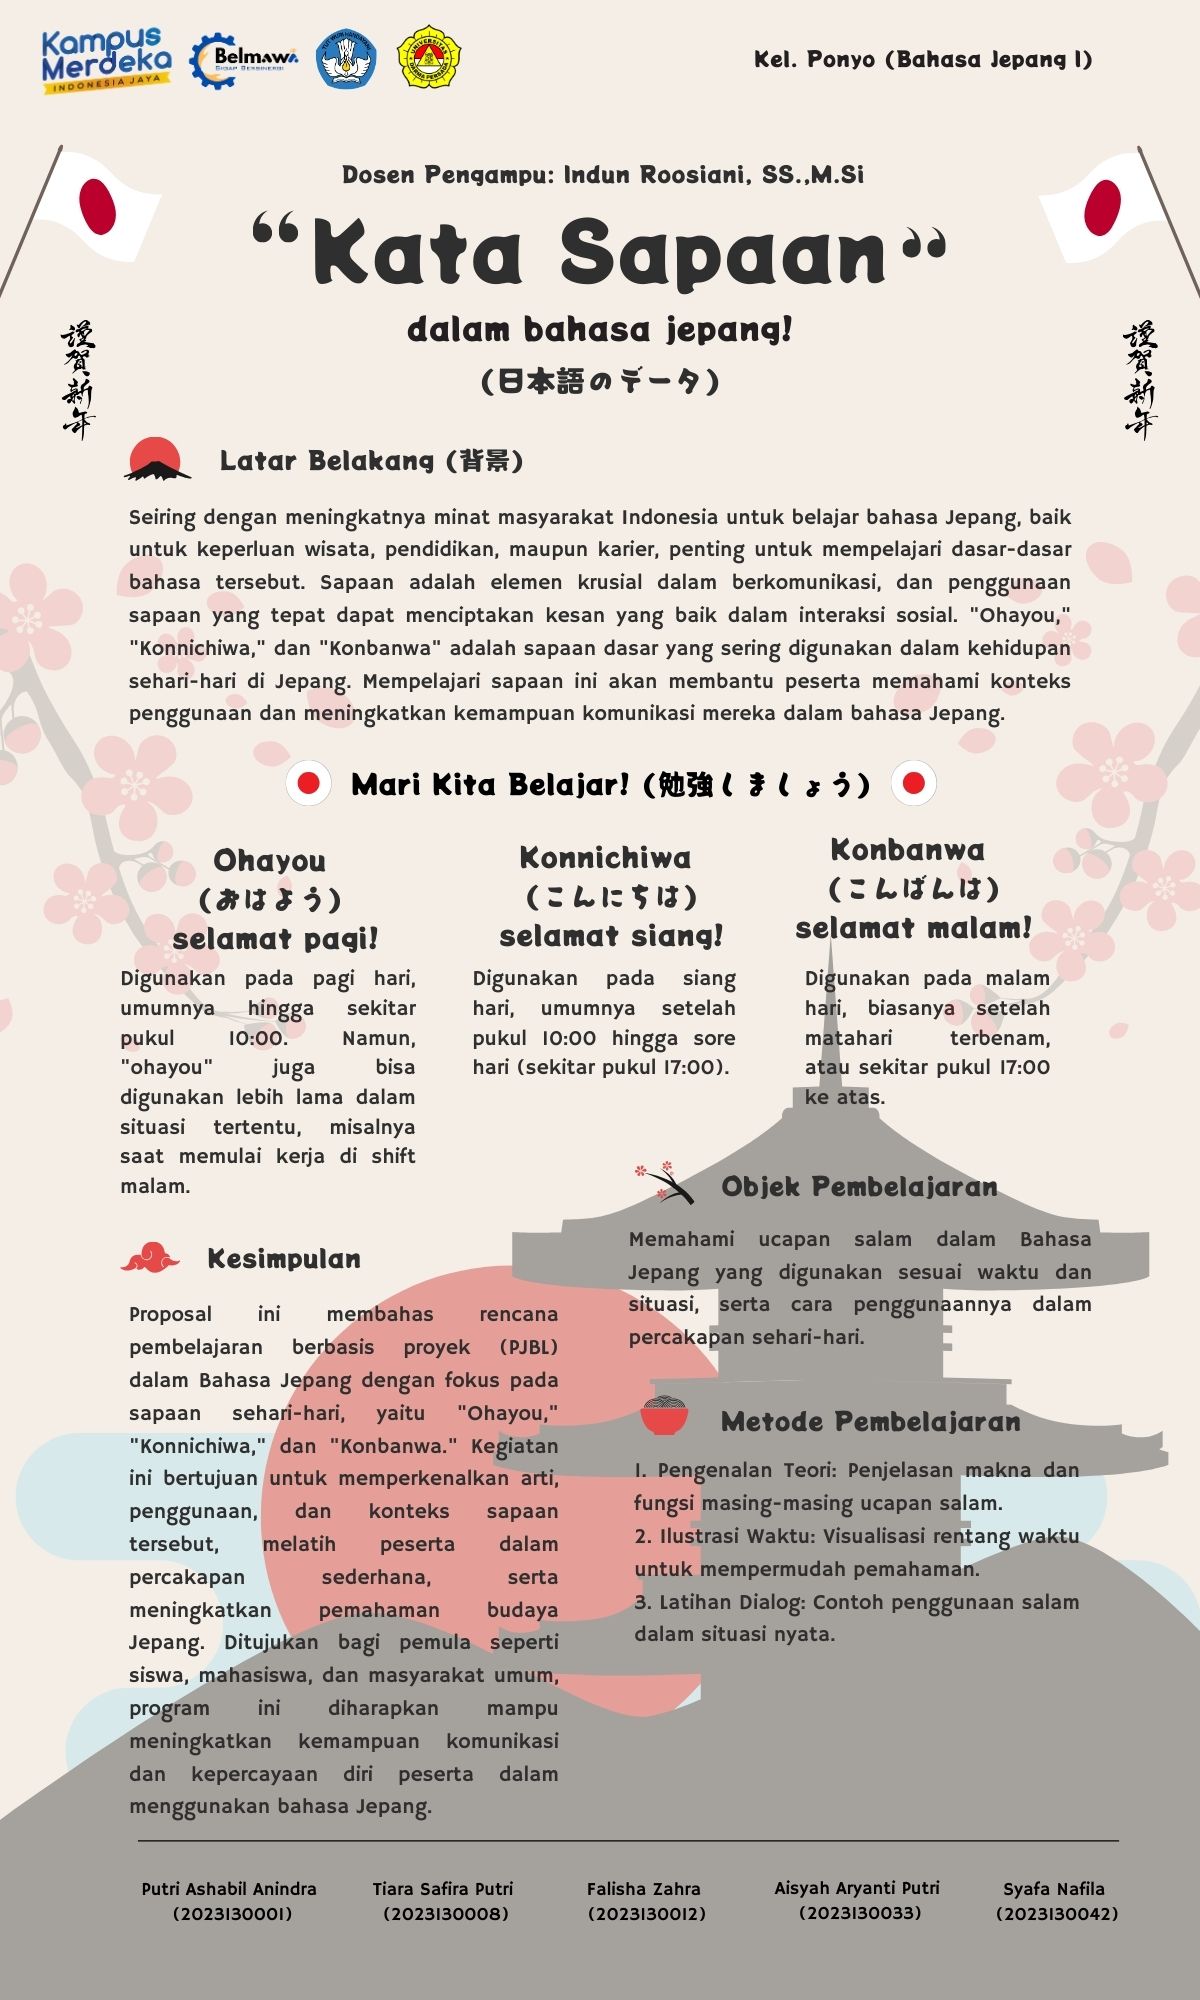 Kampus
Merdeka
INDONESIA JAYA
Belmawa
SIGAP BERSINERGI
TUT WURI HANDAYANI
UNIVERSITAS
DARMA PERSADA
Kel. Ponyo (Bahasa Jepang 1)
Dosen Pengampu: Indun Roosiani, SS.,M.Si
“Kata Sapaan”
dalam bahasa jepang!
(日本語のデータ)
謹賀新年
謹賀新年
Latar Belakang (背景)
Seiring dengan meningkatnya minat masyarakat Indonesia untuk belajar bahasa Jepang, baik
untuk keperluan wisata, pendidikan, maupun karier, penting untuk mempelajari dasar-dasar
bahasa tersebut. Sapaan adalah elemen krusial dalam berkomunikasi, dan penggunaan
sapaan yang tepat dapat menciptakan kesan yang baik dalam interaksi sosial. "Ohayou,"
"Konnichiwa," dan "Konbanwa" adalah sapaan dasar yang sering digunakan dalam kehidupan
sehari-hari di Jepang. Mempelajari sapaan ini akan membantu peserta memahami konteks
penggunaan dan meningkatkan kemampuan komunikasi mereka dalam bahasa Jepang.
Mari Kita Belajar! (勉強しましょう)
Ohayou
(おはよう)
selamat pagi!
Digunakan pada pagi hari,
umumnya hingga sekitar
pukul 10:00. Namun,
"ohayou" juga bisa
digunakan lebih lama dalam
situasi tertentu, misalnya
saat memulai kerja di shift
malam.
Konnichiwa
(こんにちは)
selamat siang!
Digunakan pada siang
hari, umumnya setelah
pukul 10:00 hingga sore
hari (sekitar pukul 17:00).
Konbanwa
(こんばんは)
selamat malam!
Digunakan pada malam
hari, biasanya setelah
matahari terbenam,
atau sekitar pukul 17:00
ke atas.
Kesimpulan
Proposal ini membahas rencana
pembelajaran berbasis proyek (PJBL)
dalam Bahasa Jepang dengan fokus pada
sapaan sehari-hari, yaitu "Ohayou,"
"Konnichiwa," dan "Konbanwa." Kegiatan
ini bertujuan untuk memperkenalkan arti,
penggunaan, dan konteks sapaan
tersebut, melatih peserta dalam
percakapan sederhana, serta
meningkatkan pemahaman budaya
Jepang. Ditujukan bagi pemula seperti
siswa, mahasiswa, dan masyarakat umum,
program ini diharapkan mampu
meningkatkan kemampuan komunikasi
dan kepercayaan diri peserta dalam
menggunakan bahasa Jepang.
Objek Pembelajaran
Memahami ucapan salam dalam Bahasa
Jepang yang digunakan sesuai waktu dan
situasi, serta cara penggunaannya dalam
percakapan sehari-hari.
Metode Pembelajaran
1. Pengenalan Teori: Penjelasan makna dan
fungsi masing-masing ucapan salam.
2. Ilustrasi Waktu: Visualisasi rentang waktu
untuk mempermudah pemahaman.
3. Latihan Dialog: Contoh penggunaan salam
dalam situasi nyata.
Putri Ashabil Anindra
(2023130001)
Tiara Safira Putri
(2023130008)
Falisha Zahra
(2023130012)
Aisyah Aryanti Putri
(2023130033)
Syafa Nafila
(2023130042)